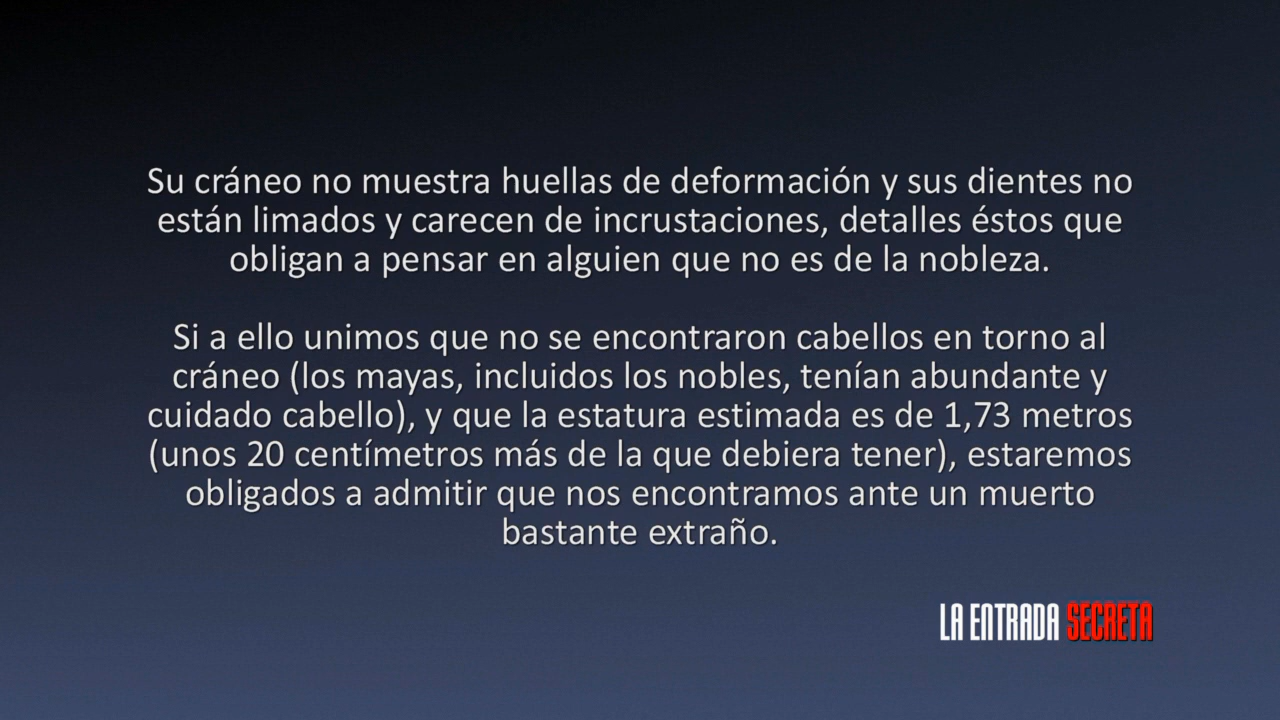 Su cráneo no muestra huellas de deformación y sus dientes no
están limados y carecen de incrustaciones, detalles éstos que
obligan a pensar en alguien que no es de la nobleza.
Si a ello unimos que no se encontraron cabellos en torno al
cráneo (los mayas, incluidos los nobles, tenían abundante y
cuidado cabello), y que la estatura estimada es de 1,73 metros
(unos 20 centímetros más de la que debiera tener), estaremos
obligados a admitir que nos encontramos ante un muerto
bastante extraño.
LA ENTRADA SECRETA